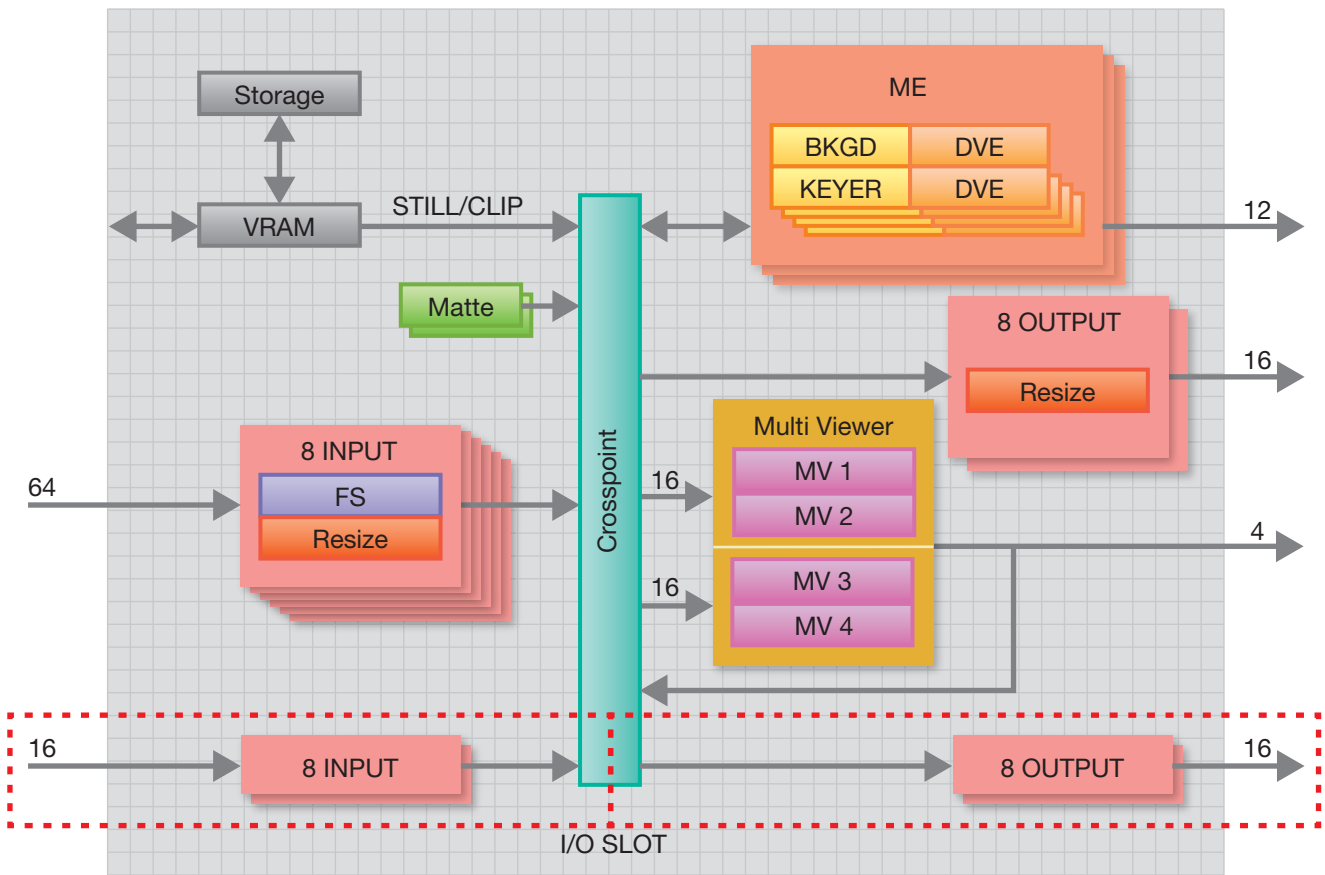 Storage
VRAM
STILL/CLIP
Matte
ME
BKGD
DVE
KEYER
DVE
12
8 OUTPUT
Resize
16
64
8 INPUT
FS
Resize
Crosspoint
16
16
Multi Viewer
MV 1
MV 2
MV 3
MV 4
4
16
8 INPUT
8 OUTPUT
16
I/O SLOT